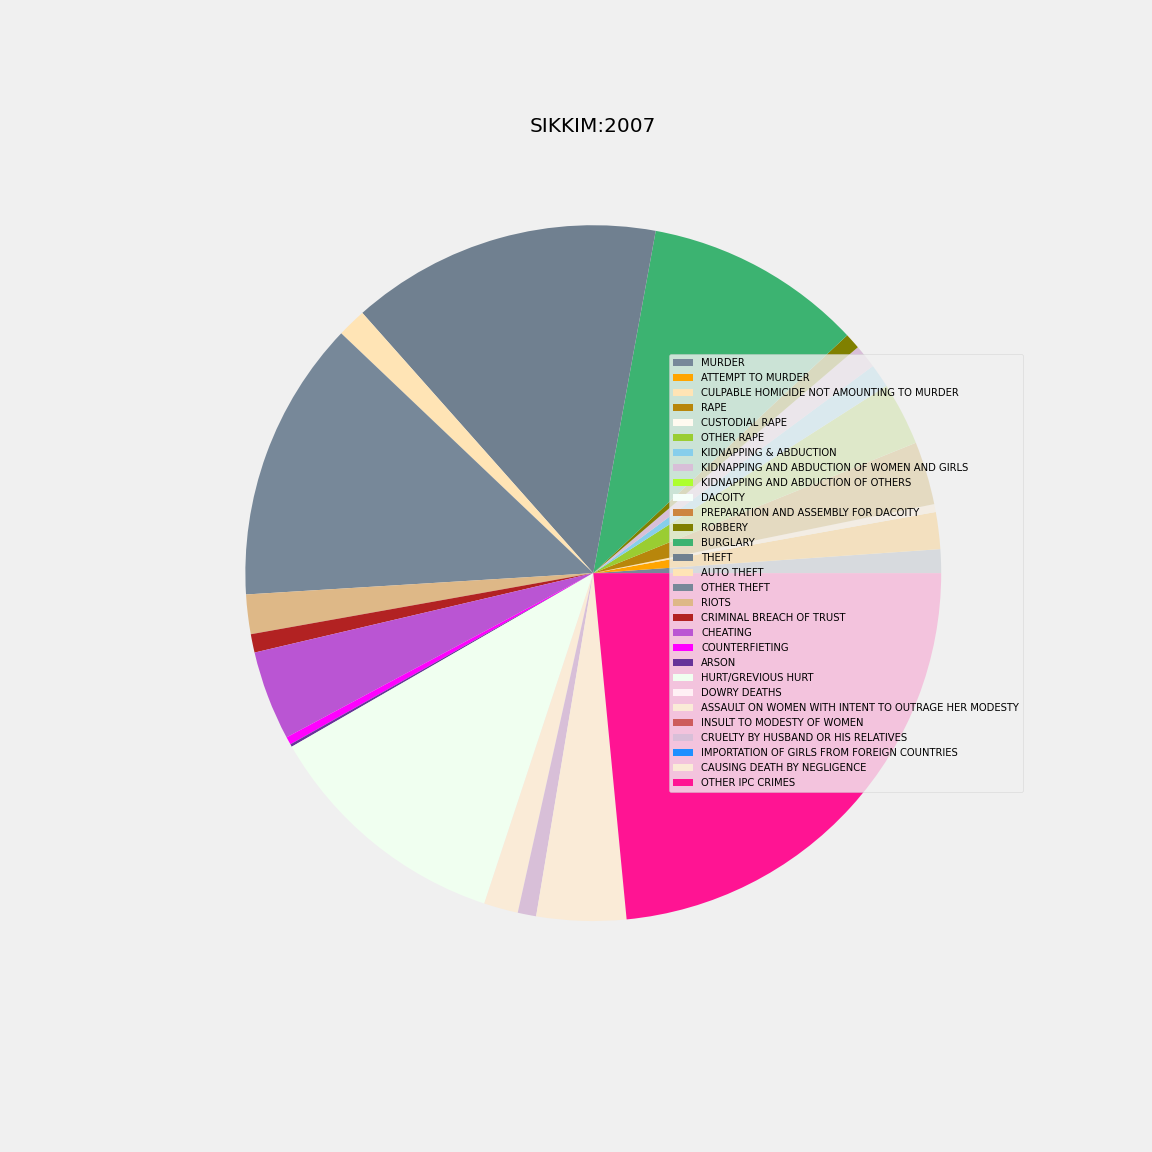 SIKKIM:2007
MURDER
ATTEMPT TO MURDER
CULPABLE HOMICIDE NOT AMOUNTING TO MURDER
RAPE
CUSTODIAL RAPE
OTHER RAPE
KIDNAPPING & ABDUCTION
KIDNAPPING AND ABDUCTION OF WOMEN AND GIRLS
KIDNAPPING AND ABDUCTION OF OTHERS
DACOITY
PREPARATION AND ASSEMBLY FOR DACOITY
ROBBERY
BURGLARY
THEFT
AUTO THEFT
OTHER THEFT
RIOTS
CRIMINAL BREACH OF TRUST
CHEATING
COUNTERFIETING
ARSON
HURT/GREVIOUS HURT
DOWRY DEATHS
ASSAULT ON WOMEN WITH INTENT TO OUTRAGE HER MODESTY
INSULT TO MODESTY OF WOMEN
CRUELTY BY HUSBAND OR HIS RELATIVES
IMPORTATION OF GIRLS FROM FOREIGN COUNTRIES
CAUSING DEATH BY NEGLIGENCE
OTHER IPC CRIMES